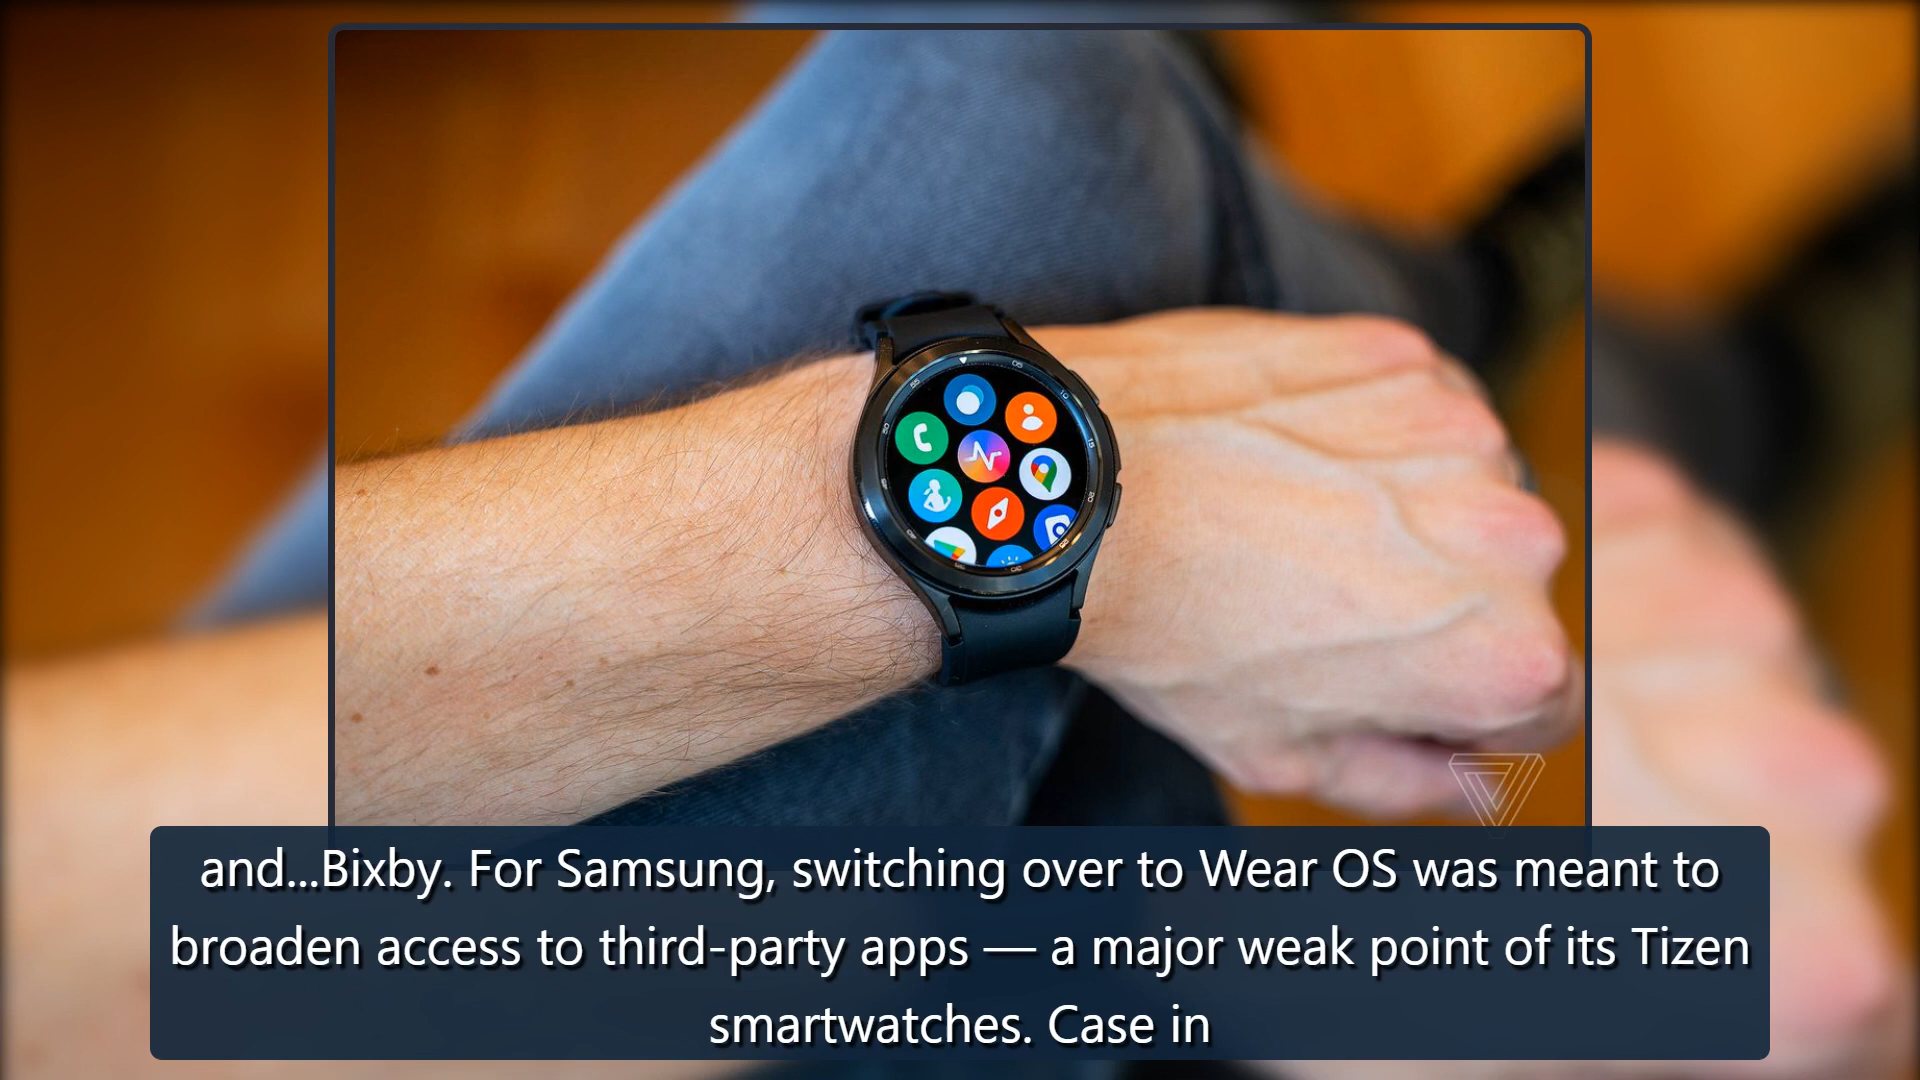 and...Bixby. For Samsung, switching over to Wear OS was meant to
broaden access to third-party apps — a major weak point of its Tizen
smartwatches. Case in